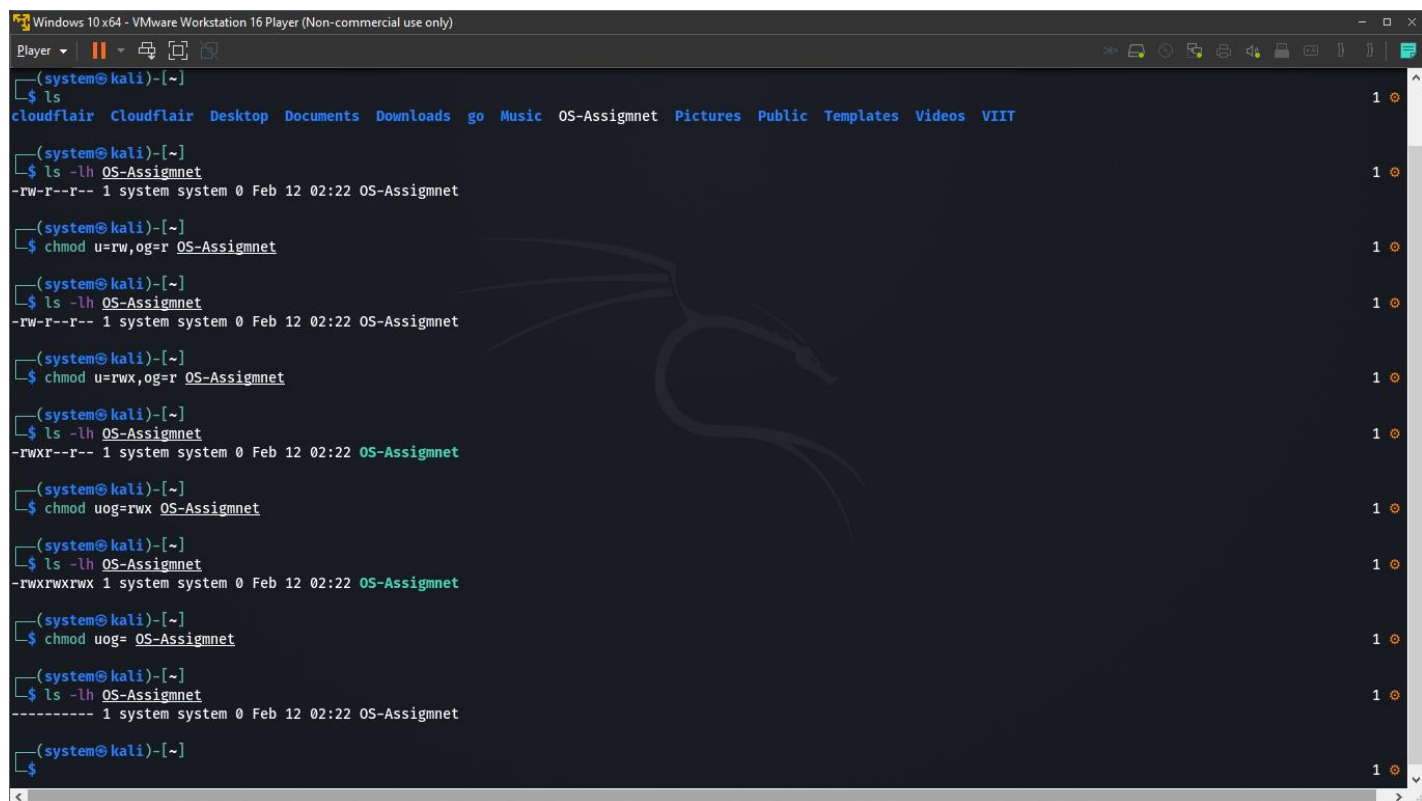 Windows 10 x64 - VMware Workstation 16 Player (Non-commercial use only)
Player
(system㉿kali)-[~]
$ ls 1
cloudflair Cloudflair Desktop Documents Downloads go Music OS-Assigmnet Pictures Public Templates Videos VIIT
(system㉿kali)-[~]
$ ls -lh OS-Assigmnet 1
-rw-r--r-- 1 system system 0 Feb 12 02:22 OS-Assigmnet
(system㉿kali)-[~]
$ chmod u=rw,og=r OS-Assigmnet 1
(system㉿kali)-[~]
$ ls -lh OS-Assigmnet 1
-rw-r--r-- 1 system system 0 Feb 12 02:22 OS-Assigmnet
(system㉿kali)-[~]
$ chmod u=rwx,og=r OS-Assigmnet 1
(system㉿kali)-[~]
$ ls -lh OS-Assigmnet 1
-rwxr--r-- 1 system system 0 Feb 12 02:22 OS-Assigmnet
(system㉿kali)-[~]
$ chmod uog=rwx OS-Assigmnet 1
(system㉿kali)-[~]
$ ls -lh OS-Assigmnet 1
-rwxrwxrwx 1 system system 0 Feb 12 02:22 OS-Assigmnet
(system㉿kali)-[~]
$ chmod uog= OS-Assigmnet 1
(system㉿kali)-[~]
$ ls -lh OS-Assigmnet 1
---------- 1 system system 0 Feb 12 02:22 OS-Assigmnet
(system㉿kali)-[~]
$ 1